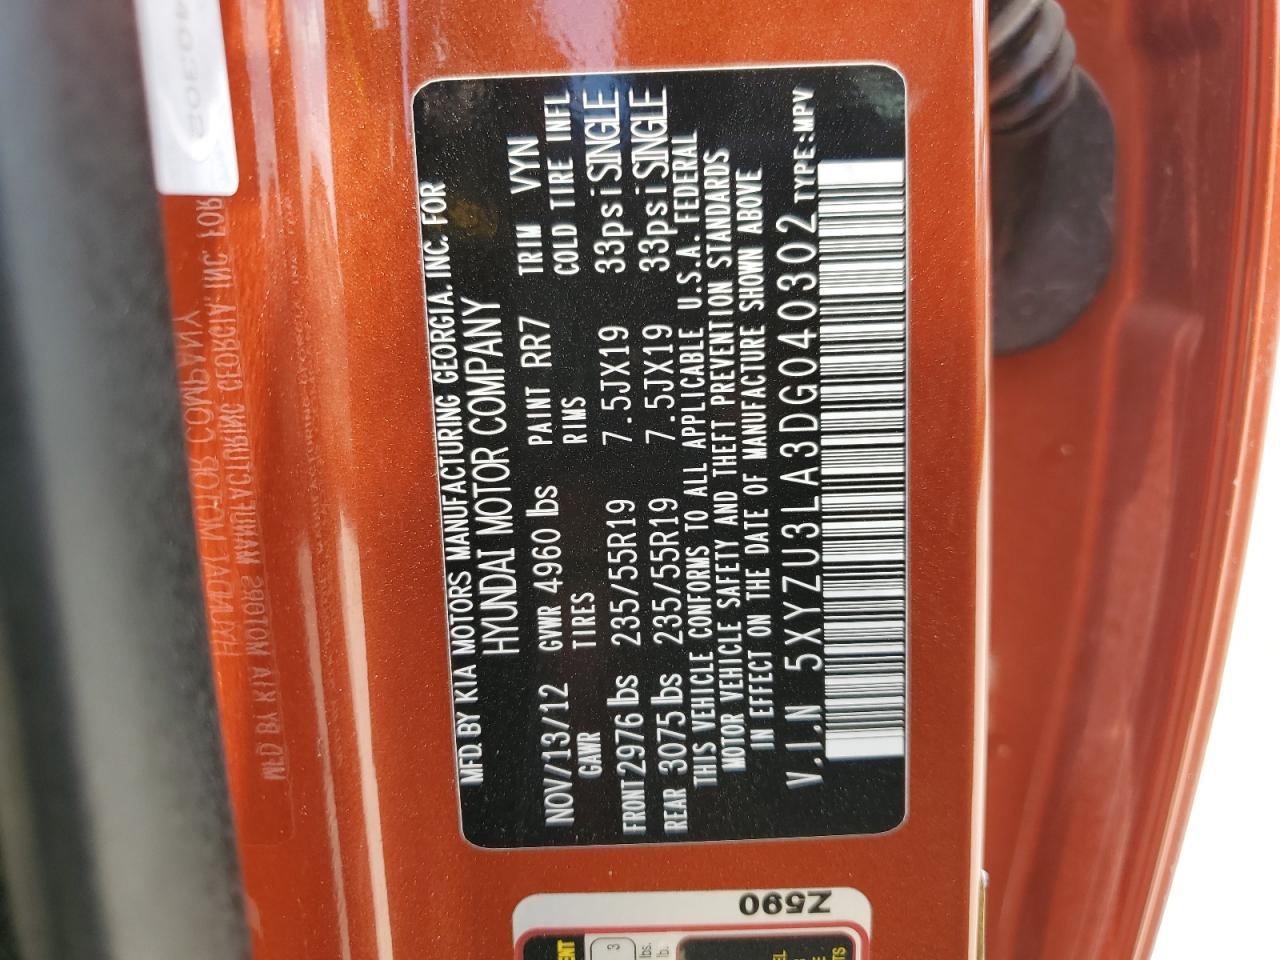 MFD. BY KIA MOTORS MANUFACTURING GEORGIA. INC. FOR
HYUNDAI MOTOR COMPANY
NOV/13/12 GVWR 4960 lbs PAINT RR7 TRIM VYN
GAWR TIRES RIMS COLD TIRE INFL
FRONT 2976 lbs 235/55R19 7.5JX19 33psi SINGLE
REAR 3075 lbs 235/55R19 7.5JX19 33psi SINGLE
THIS VEHICLE CONFORMS TO ALL APPLICABLE U.S.A. FEDERAL
MOTOR VEHICLE SAFETY AND THEFT PREVENTION STANDARDS
IN EFFECT ON THE DATE OF MANUFACTURE SHOWN ABOVE
V.I.N 5XYZU3LA3DG040302 TYPE:MPV
Z590
3
lbs.
lb.